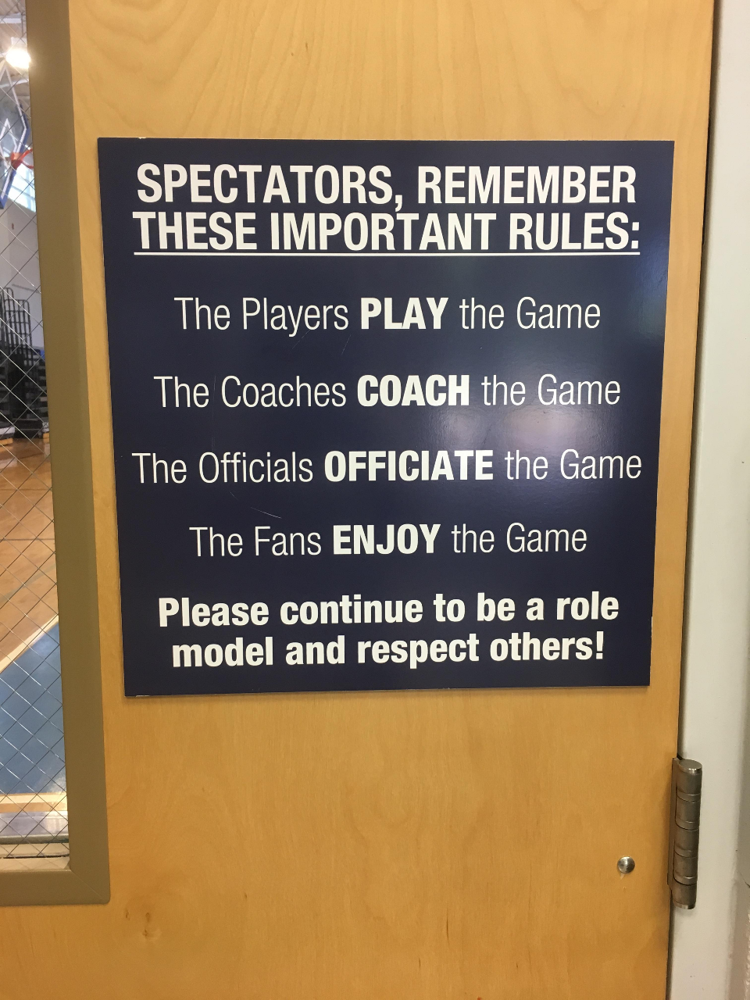 SPECTATORS, REMEMBER
THESE IMPORTANT RULES:
The Players PLAY the Game
The Coaches COACH the Game
The Officials OFFICIATE the Game
The Fans ENJOY the Game
Please continue to be a role
model and respect others!